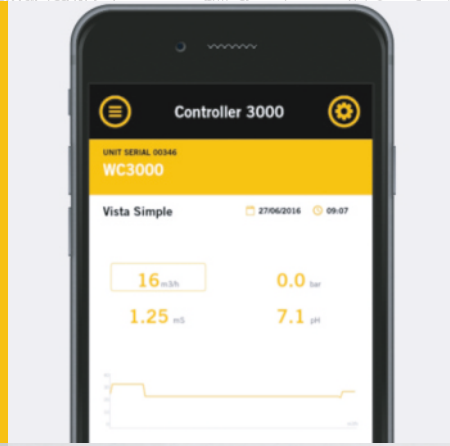 Controller 3000
UNIT SERIAL 00346
WC3000
Vista Simple
27/06/2016
09:07
16 m3/h
0.0 bar
1.25 mS
7.1 pH